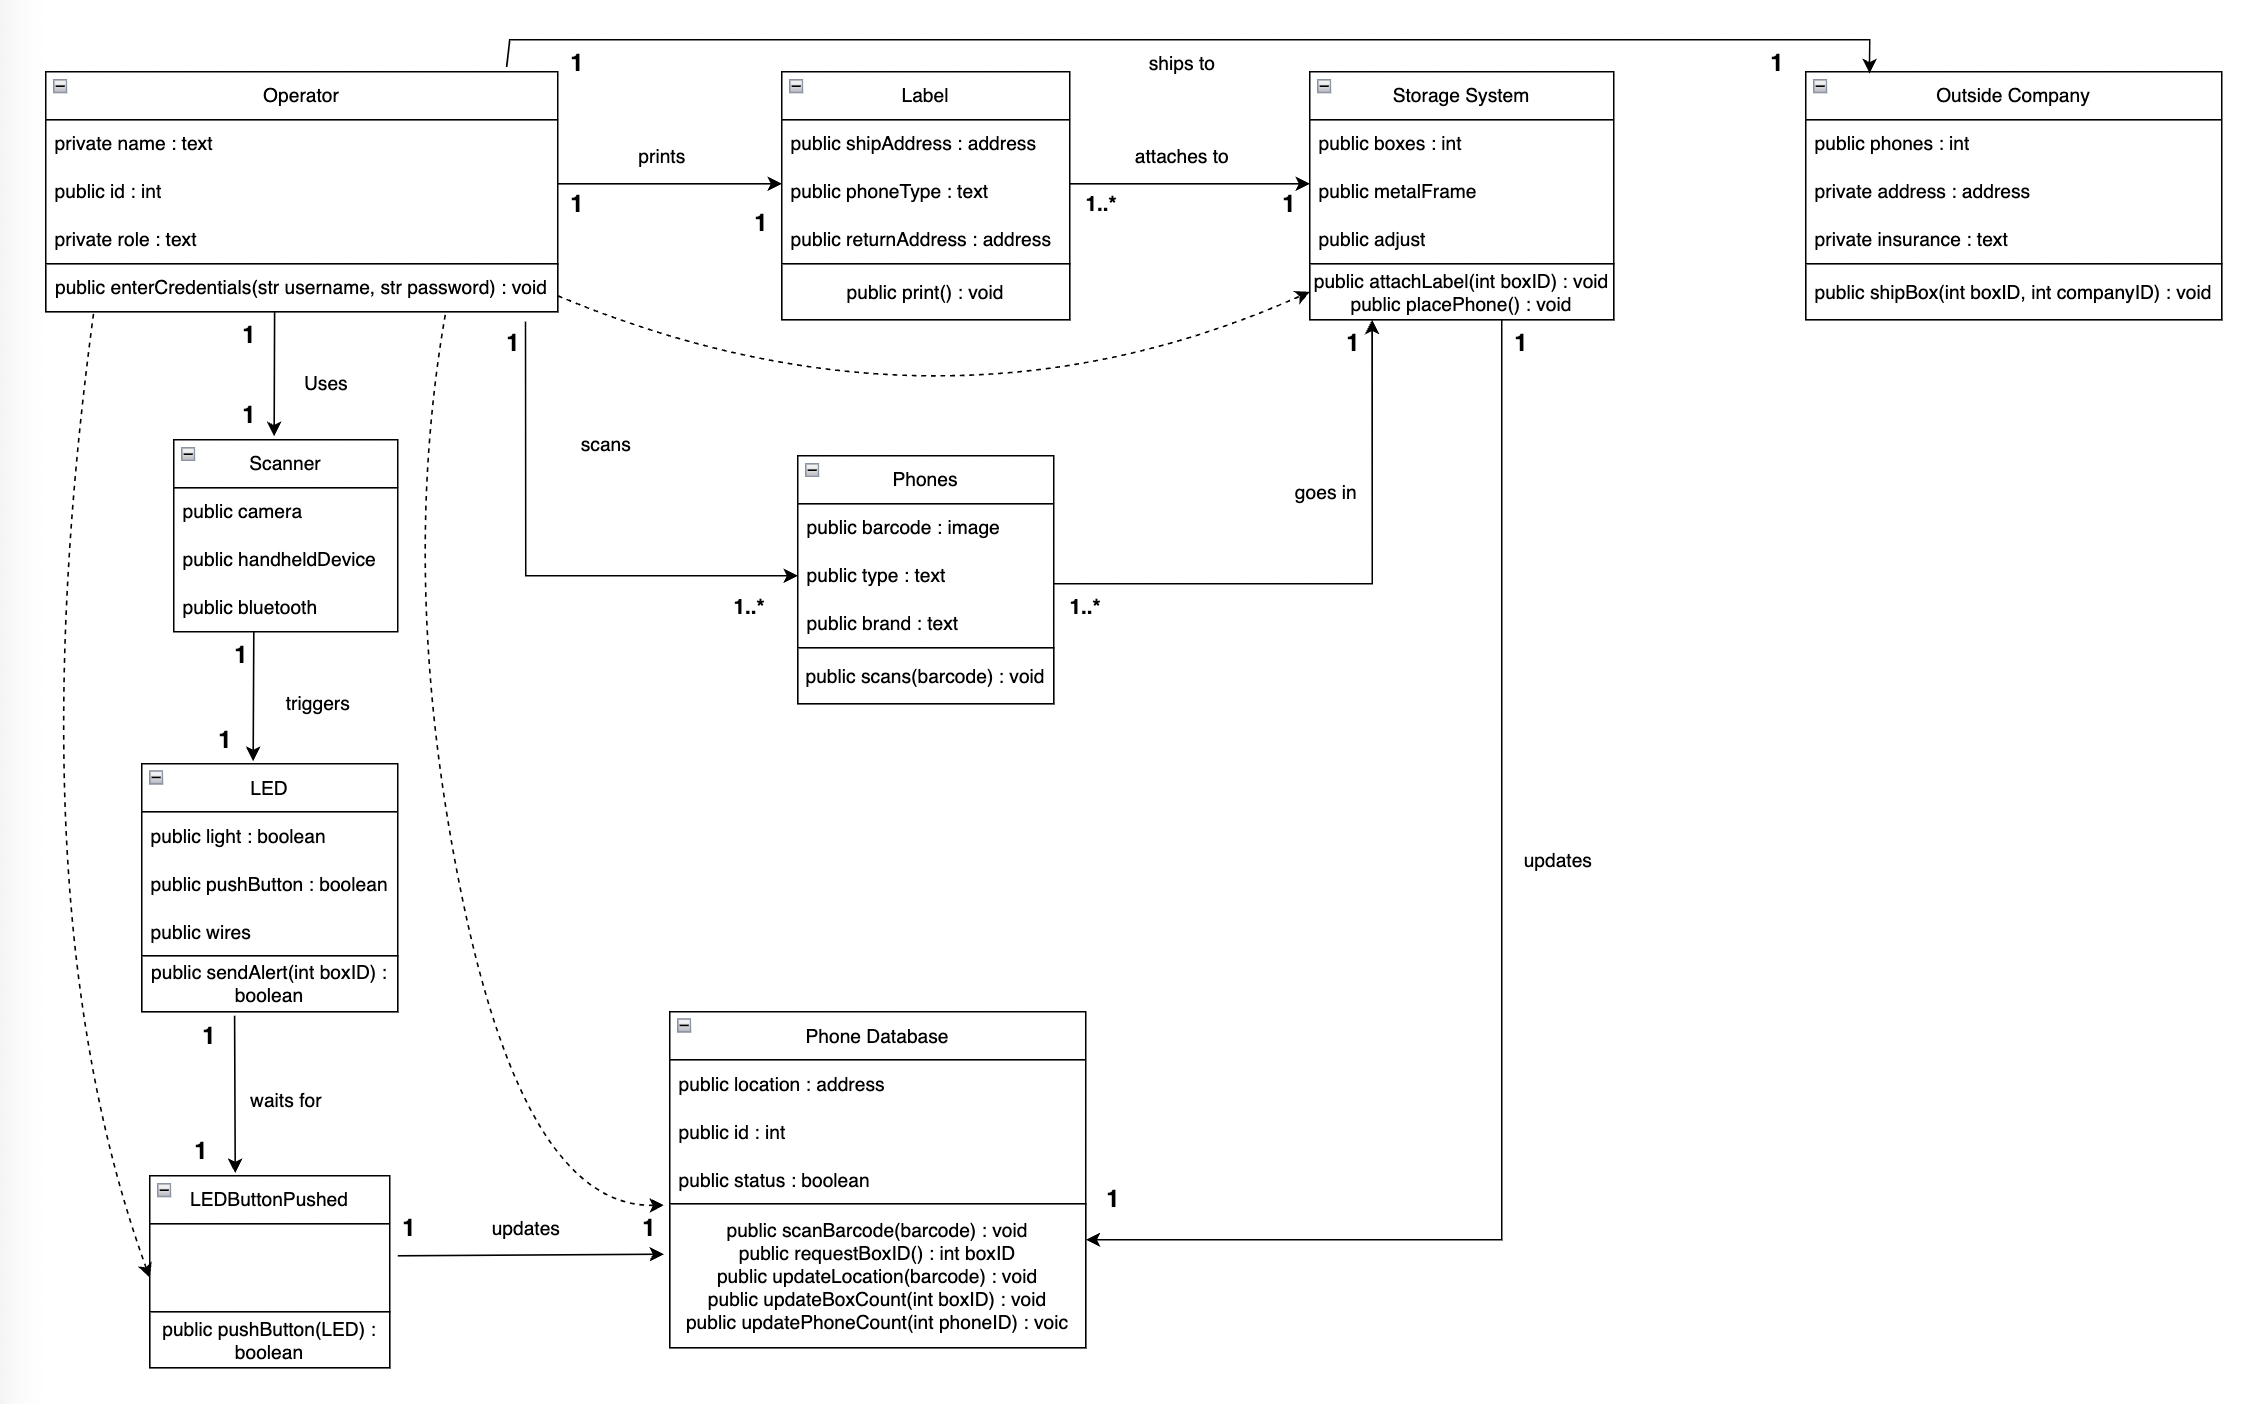 1
ships to
1
Operator
private name : text
public id : int
private role : text
public enterCredentials(str username, str password) : void
prints
1
1
Label
public shipAddress : address
public phoneType : text
public returnAddress : address
public print() : void
attaches to
1..*
1
Storage System
public boxes : int
public metalFrame
public adjust
public attachLabel(int boxID) : void
public placePhone() : void
Outside Company
public phones : int
private address : address
private insurance : text
public shipBox(int boxID, int companyID) : void
1
Uses
1
1
scans
1..*
1
goes in
1..*
1
updates
1
Scanner
public camera
public handheldDevice
public bluetooth
Phones
public barcode : image
public type : text
public brand : text
public scans(barcode) : void
1
triggers
1
LED
public light : boolean
public pushButton : boolean
public wires
public sendAlert(int boxID) :
boolean
1
waits for
1
LEDButtonPushed
public pushButton(LED) :
boolean
1
updates
1
Phone Database
public location : address
public id : int
public status : boolean
public scanBarcode(barcode) : void
public requestBoxID() : int boxID
public updateLocation(barcode) : void
public updateBoxCount(int boxID) : void
public updatePhoneCount(int phoneID) : voic